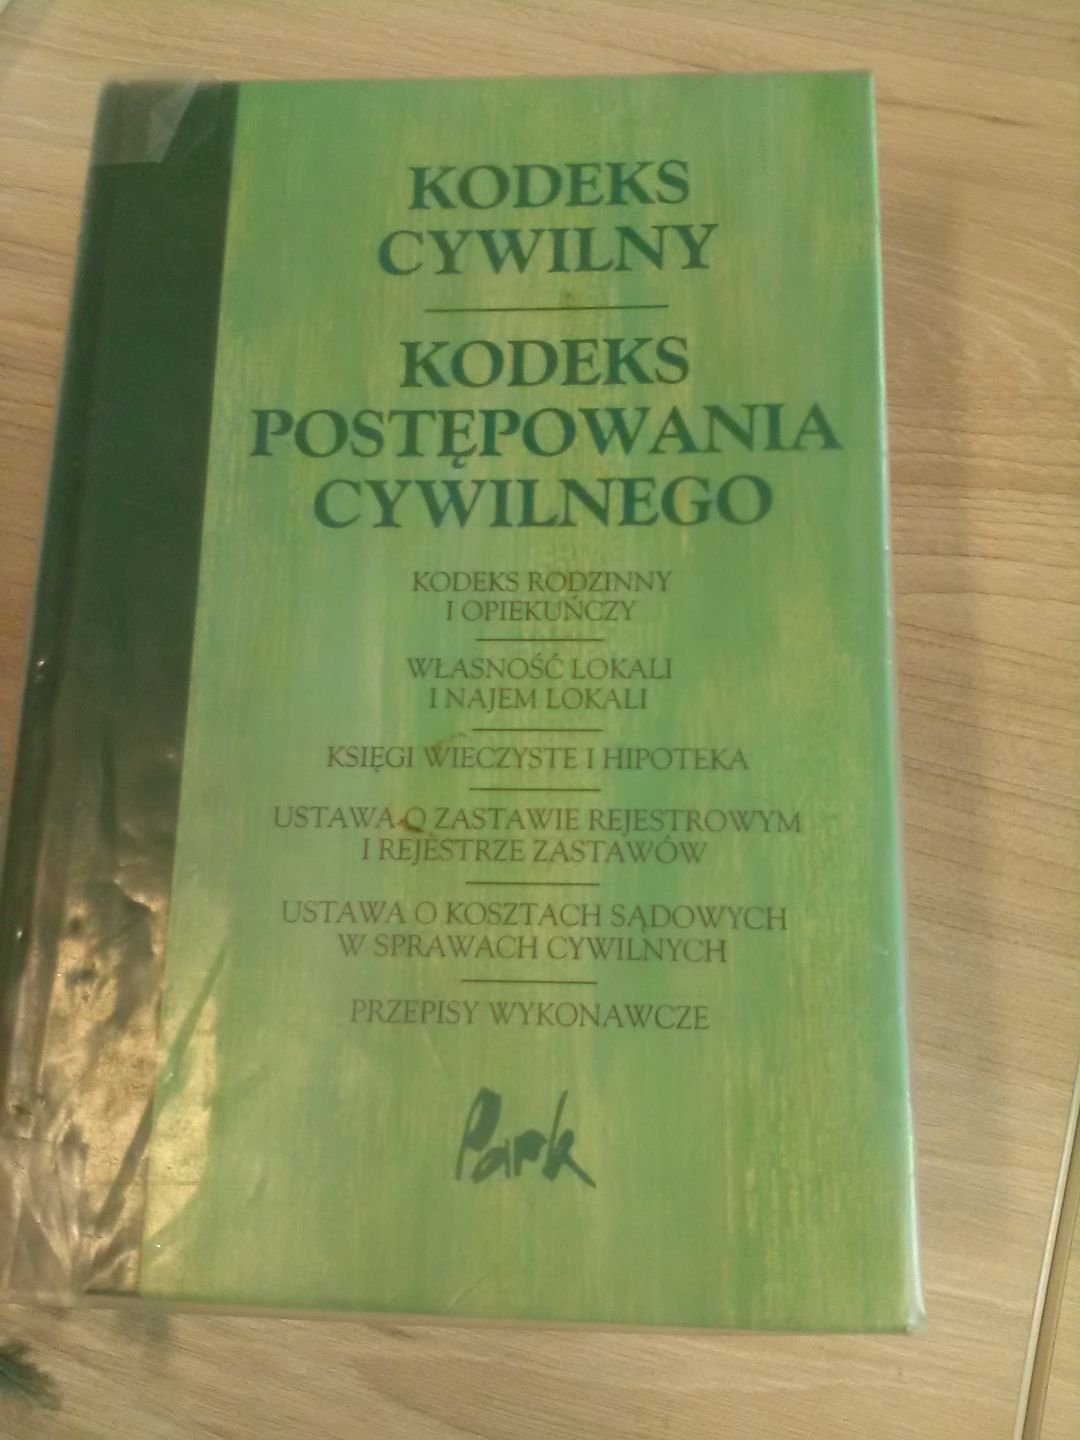 KODEKS
CYWILNY
KODEKS
POSTĘPOWANIA
CYWILNEGO
KODEKS RODZINNY
I OPIEKUŃCZY
WŁASNOŚĆ LOKALI
I NAJEM LOKALI
KSIĘGI WIECZYSTE I HIPOTEKA
USTAWA O ZASTAWIE REJESTROWYM
I REJESTRZE ZASTAWÓW
USTAWA O KOSZTACH SĄDOWYCH
W SPRAWACH CYWILNYCH
PRZEPISY WYKONAWCZE
Park